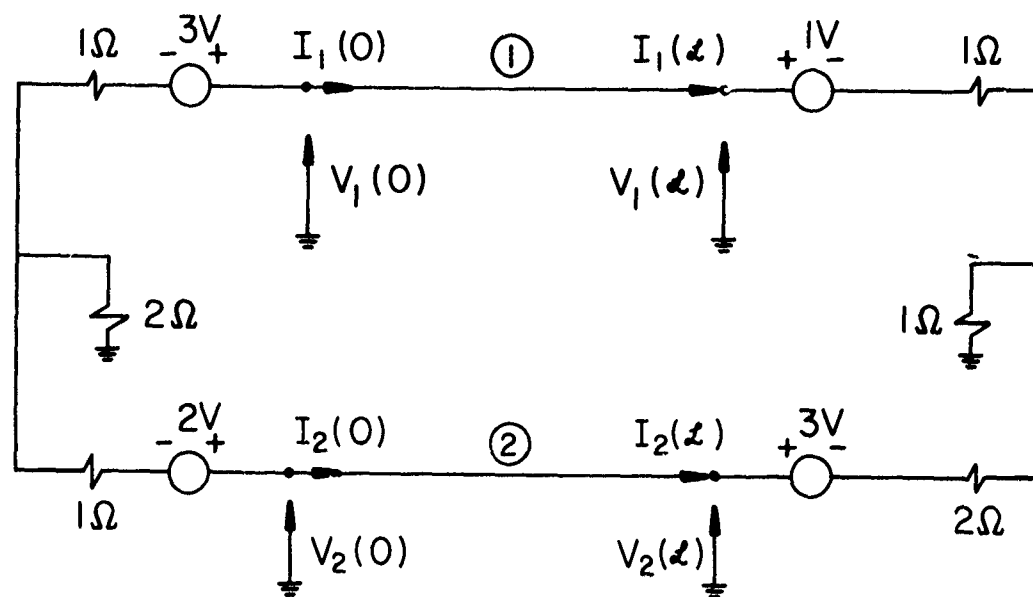 1Ω
- 3V +
I₁(0)
①
I₁(ℒ)
+ 1V -
1Ω
V₁(0)
V₁(ℒ)
2Ω
1Ω
- 2V +
I₂(0)
②
I₂(ℒ)
+ 3V -
1Ω
2Ω
V₂(0)
V₂(ℒ)